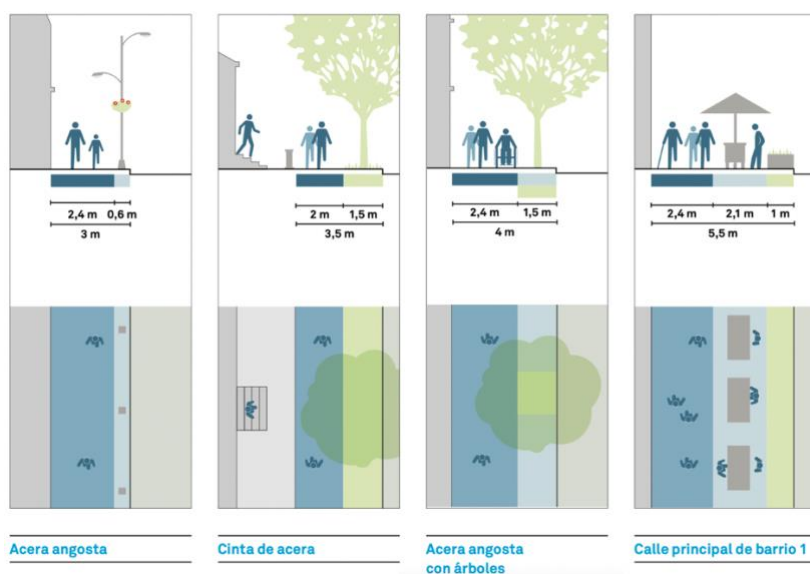 2,4 m 0,6 m
3 m
2 m 1,5 m
3,5 m
2,4 m 1,5 m
4 m
2,4 m 2,1 m 1 m
5,5 m
Acera angosta
Cinta de acera
Acera angosta
con árboles
Calle principal de barrio 1